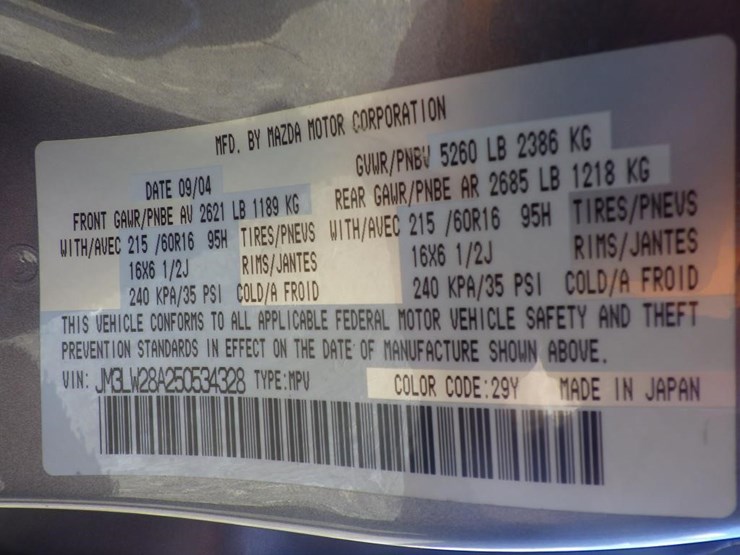 MFD. BY MAZDA MOTOR CORPORATION
DATE 09/04 GVWR/PNBV 5260 LB 2386 KG
FRONT GAWR/PNBE AV 2621 LB 1189 KG REAR GAWR/PNBE AR 2685 LB 1218 KG
WITH/AVEC 215 /60R16 95H TIRES/PNEUS WITH/AVEC 215 /60R16 95H TIRES/PNEUS
16X6 1/2J RIMS/JANTES 16X6 1/2J RIMS/JANTES
240 KPA/35 PSI COLD/A FROID 240 KPA/35 PSI COLD/A FROID
THIS VEHICLE CONFORMS TO ALL APPLICABLE FEDERAL MOTOR VEHICLE SAFETY AND THEFT
PREVENTION STANDARDS IN EFFECT ON THE DATE OF MANUFACTURE SHOWN ABOVE.
VIN: JM3LW28A250534328 TYPE:MPV COLOR CODE:29Y MADE IN JAPAN